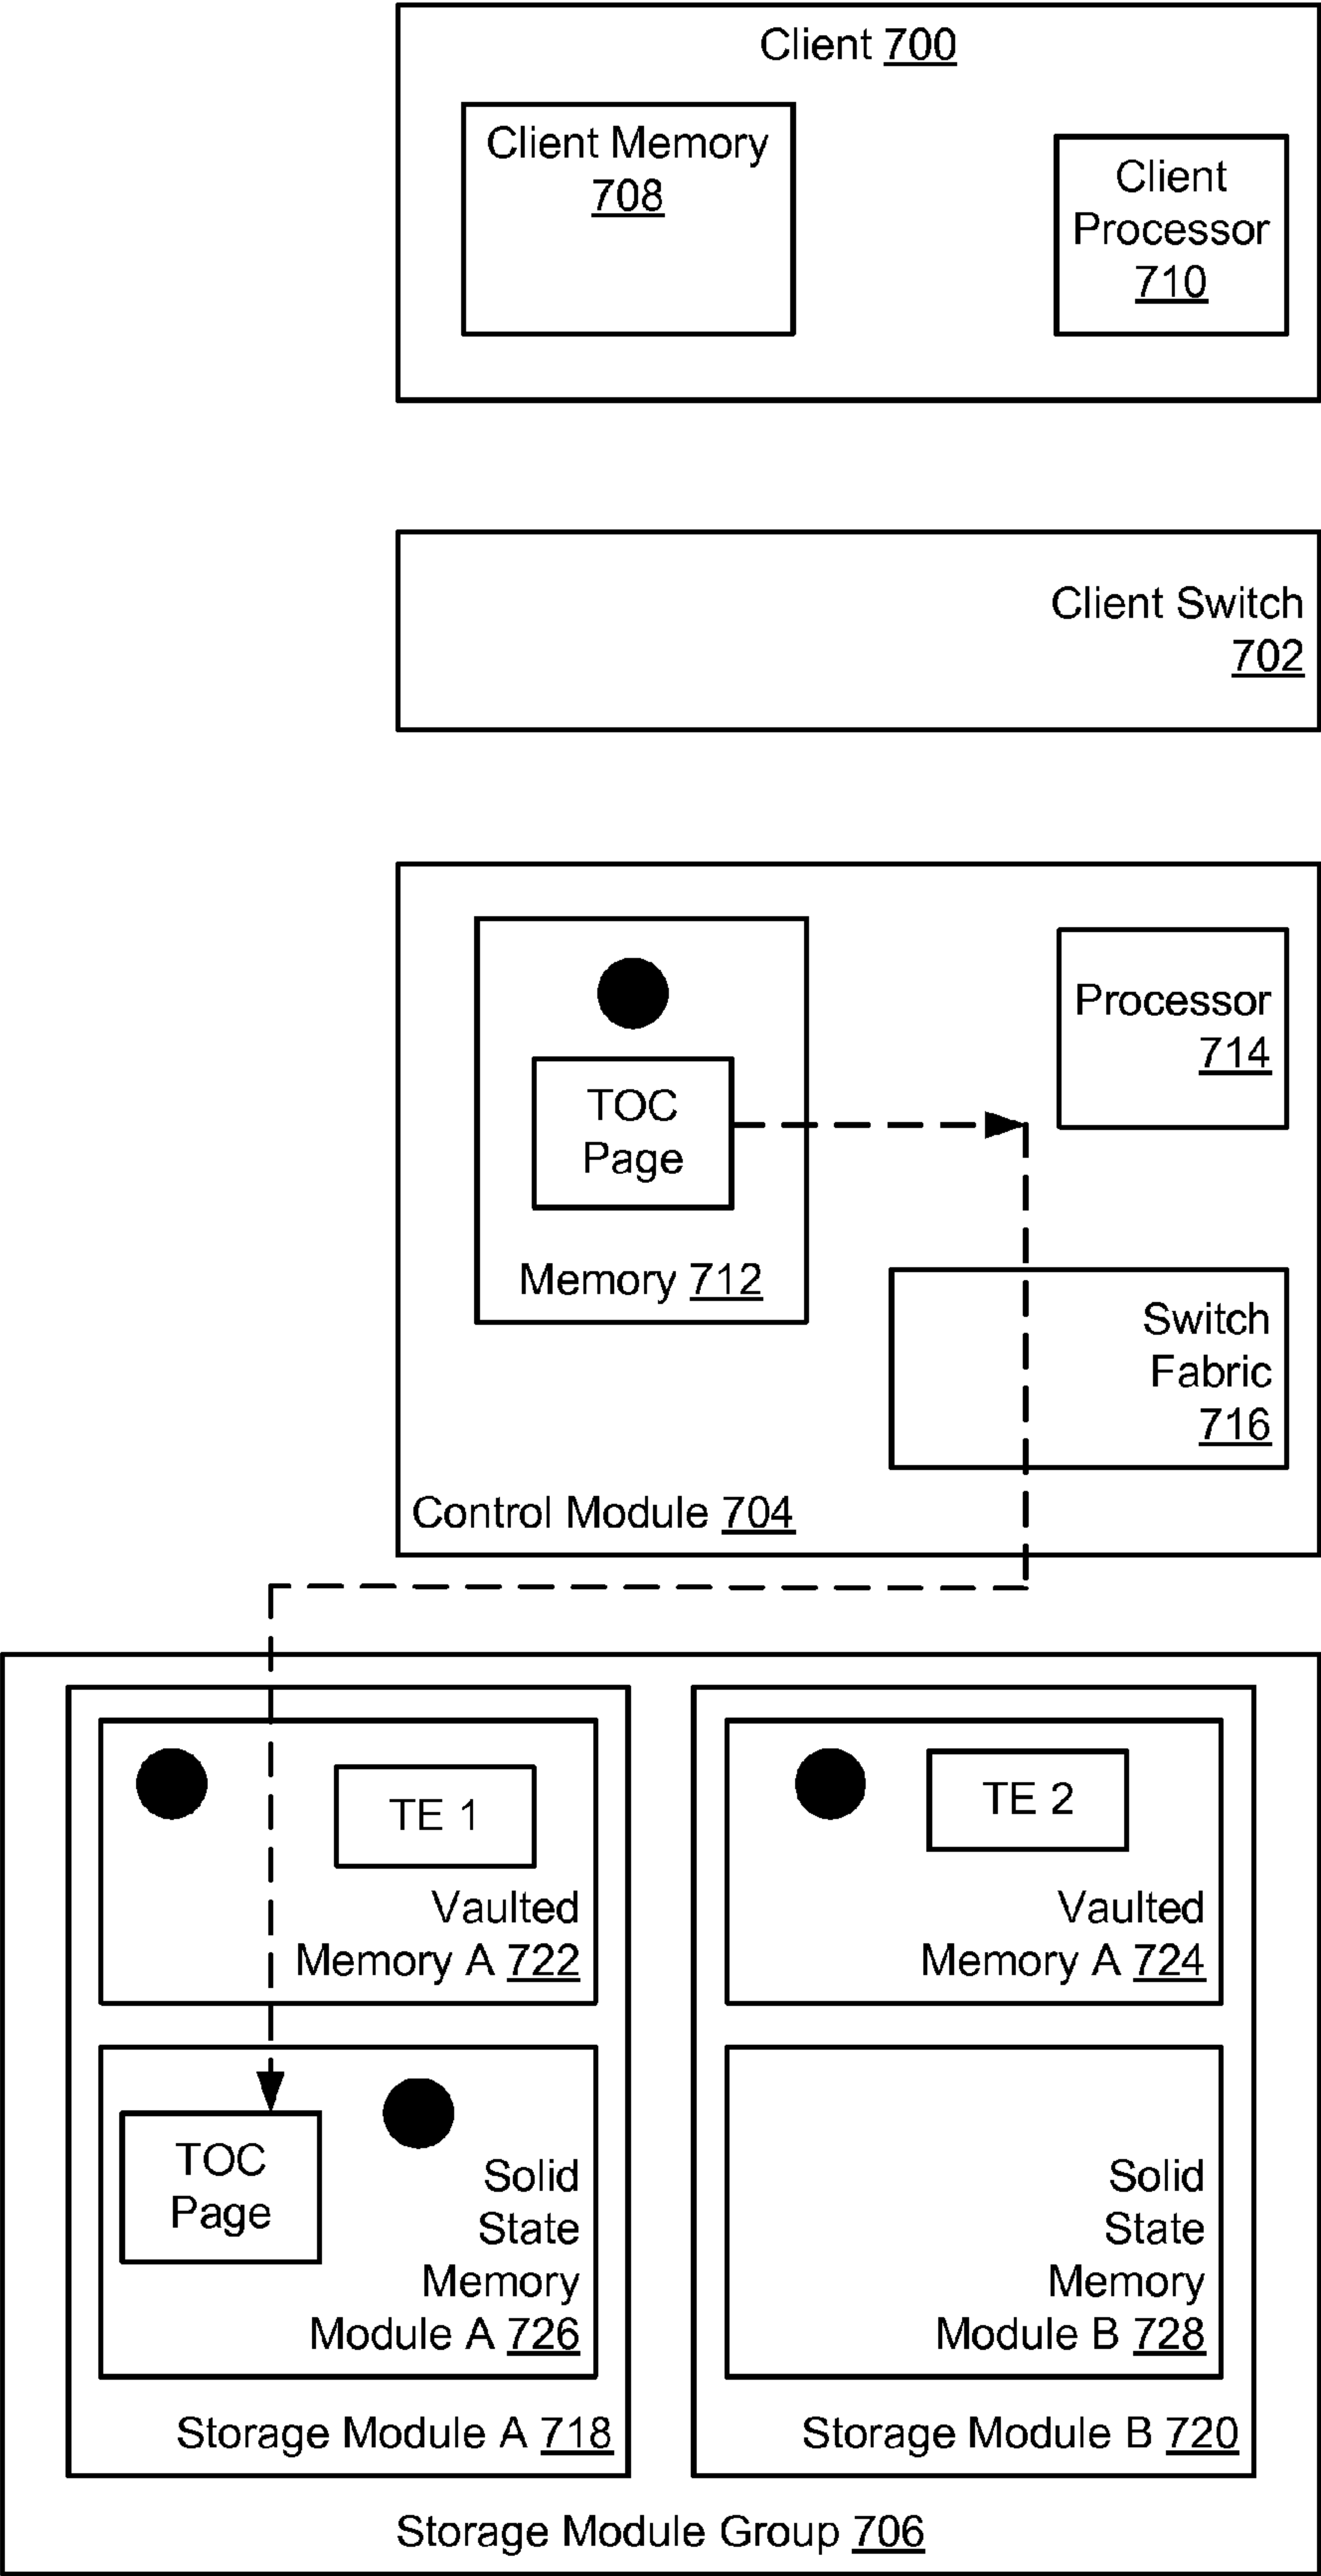 Client 700
Client Memory
708
Client
Processor
710
Client Switch
702
Processor
714
TOC
Page
Memory 712
Switch
Fabric
716
Control Module 704
TE 1
Vaulted
Memory A 722
TE 2
Vaulted
Memory A 724
TOC
Page
Solid
State
Memory
Module A 726
Solid
State
Memory
Module B 728
Storage Module A 718
Storage Module B 720
Storage Module Group 706